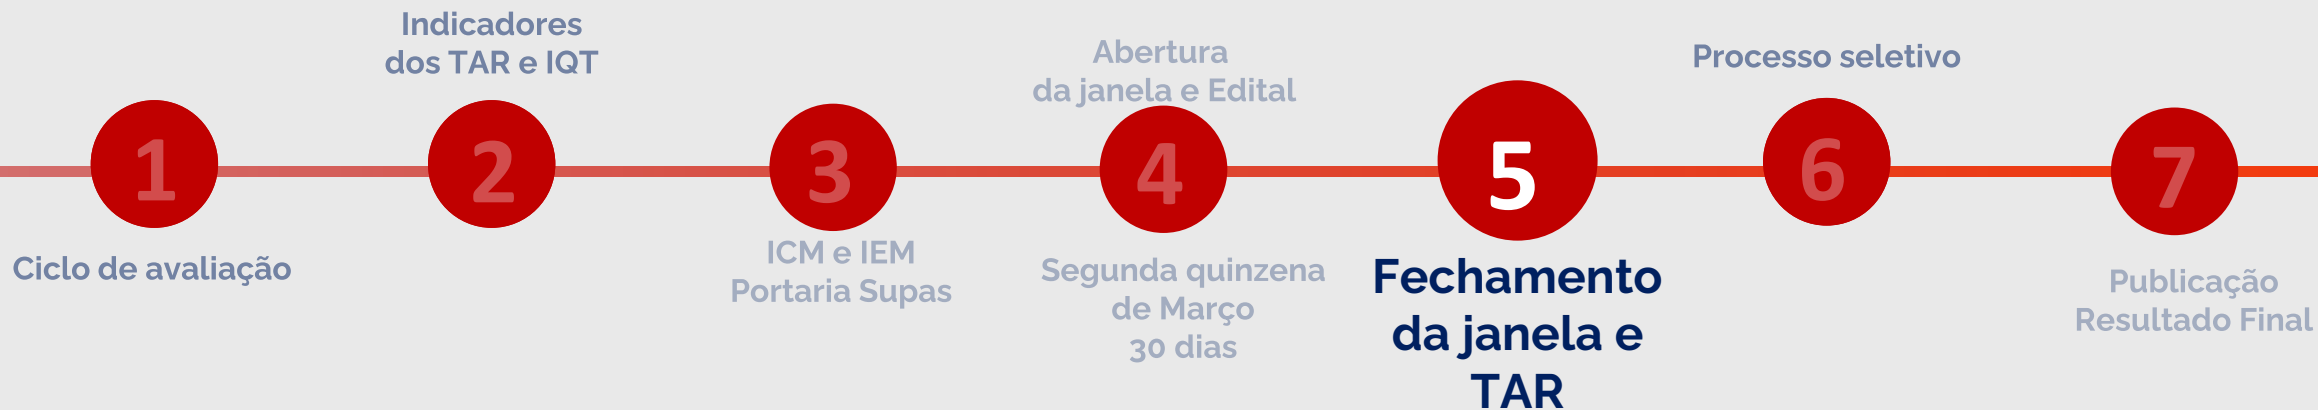 1
Ciclo de avaliação
Indicadores
dos TAR e IQT
2
3
ICM e IEM
Portaria Supas
Abertura
da janela e Edital
4
Segunda quinzena
de Março
30 dias
5
Fechamento
da janela e
TAR
Processo seletivo
6
7
Publicação
Resultado Final